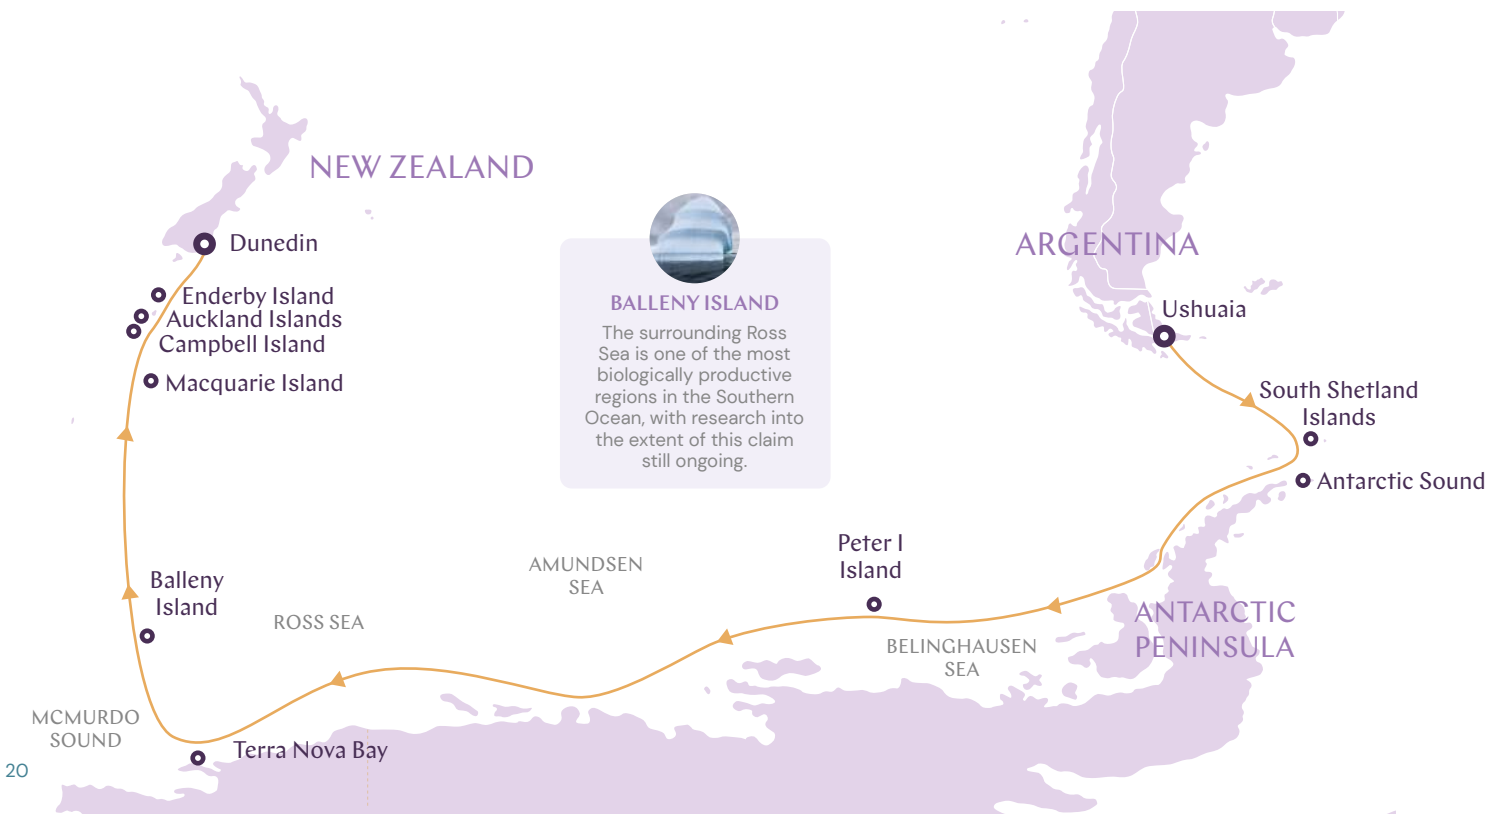 NEW ZEALAND
Dunedin
Enderby Island
Auckland Islands
Campbell Island
Macquarie Island
BALLENY ISLAND
The surrounding Ross
Sea is one of the most
biologically productive
regions in the Southern
Ocean, with research into
the extent of this claim
still ongoing.
ARGENTINA
Ushuaia
South Shetland
Islands
Antarctic Sound
Peter I
Island
AMUNDSEN
SEA
Balleny
Island
ROSS SEA
BELINGHAUSEN
SEA
ANTARCTIC
PENINSULA
MCMURDO
SOUND
Terra Nova Bay
20